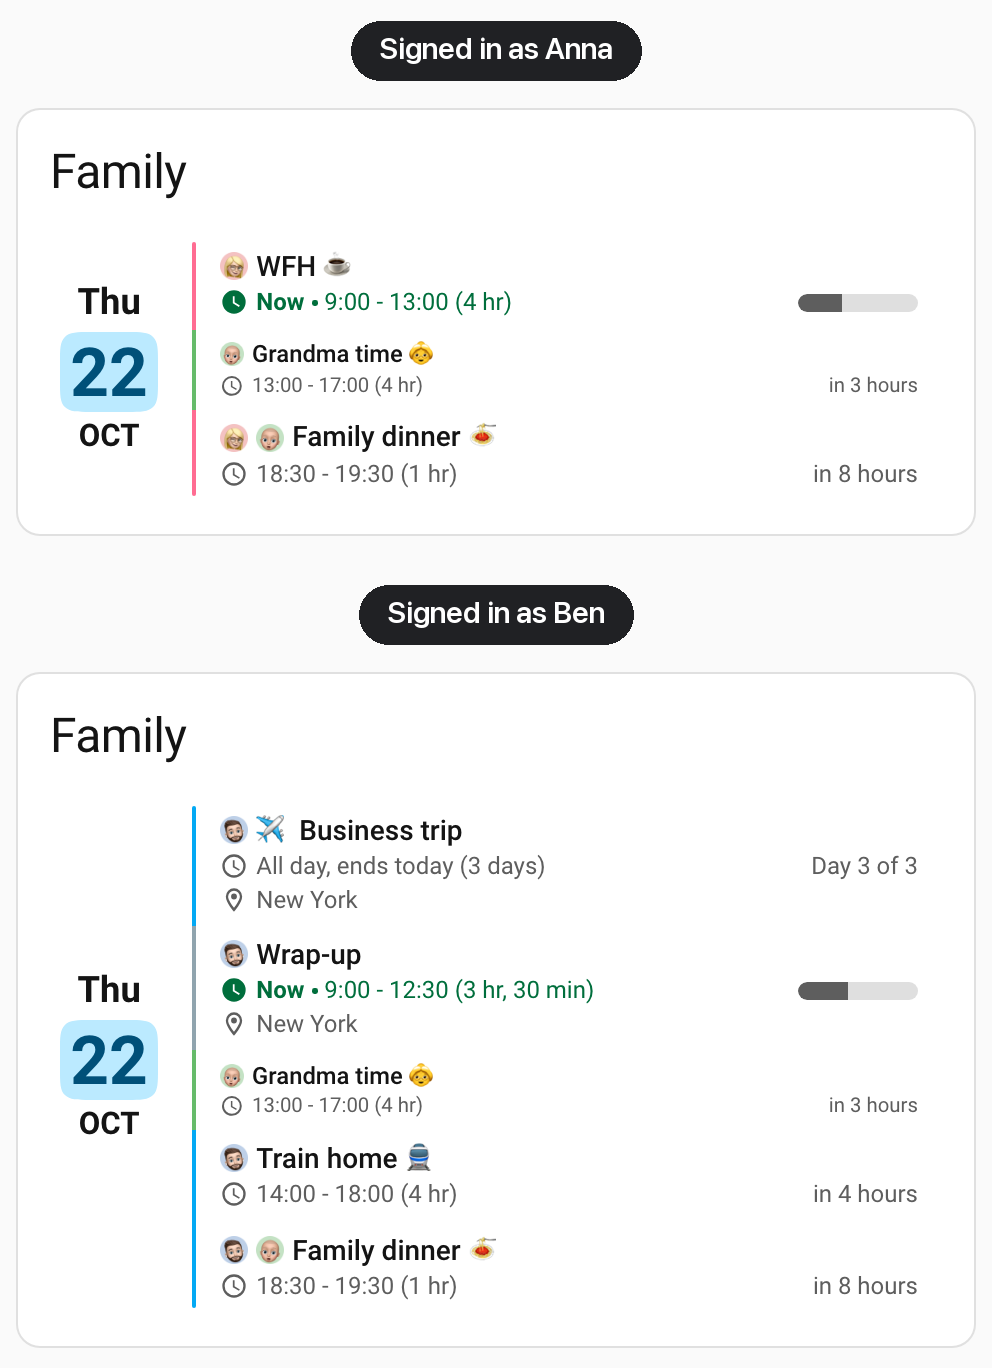 Signed in as Anna
Family
Thu
22
OCT
WFH ☕
Now • 9:00 - 13:00 (4 hr)
Grandma time 👵
13:00 - 17:00 (4 hr)
in 3 hours
Family dinner 🍝
18:30 - 19:30 (1 hr)
in 8 hours
Signed in as Ben
Family
Thu
22
OCT
✈️ Business trip
All day, ends today (3 days)
Day 3 of 3
New York
Wrap-up
Now • 9:00 - 12:30 (3 hr, 30 min)
New York
Grandma time 👵
13:00 - 17:00 (4 hr)
in 3 hours
Train home 🚆
14:00 - 18:00 (4 hr)
in 4 hours
Family dinner 🍝
18:30 - 19:30 (1 hr)
in 8 hours